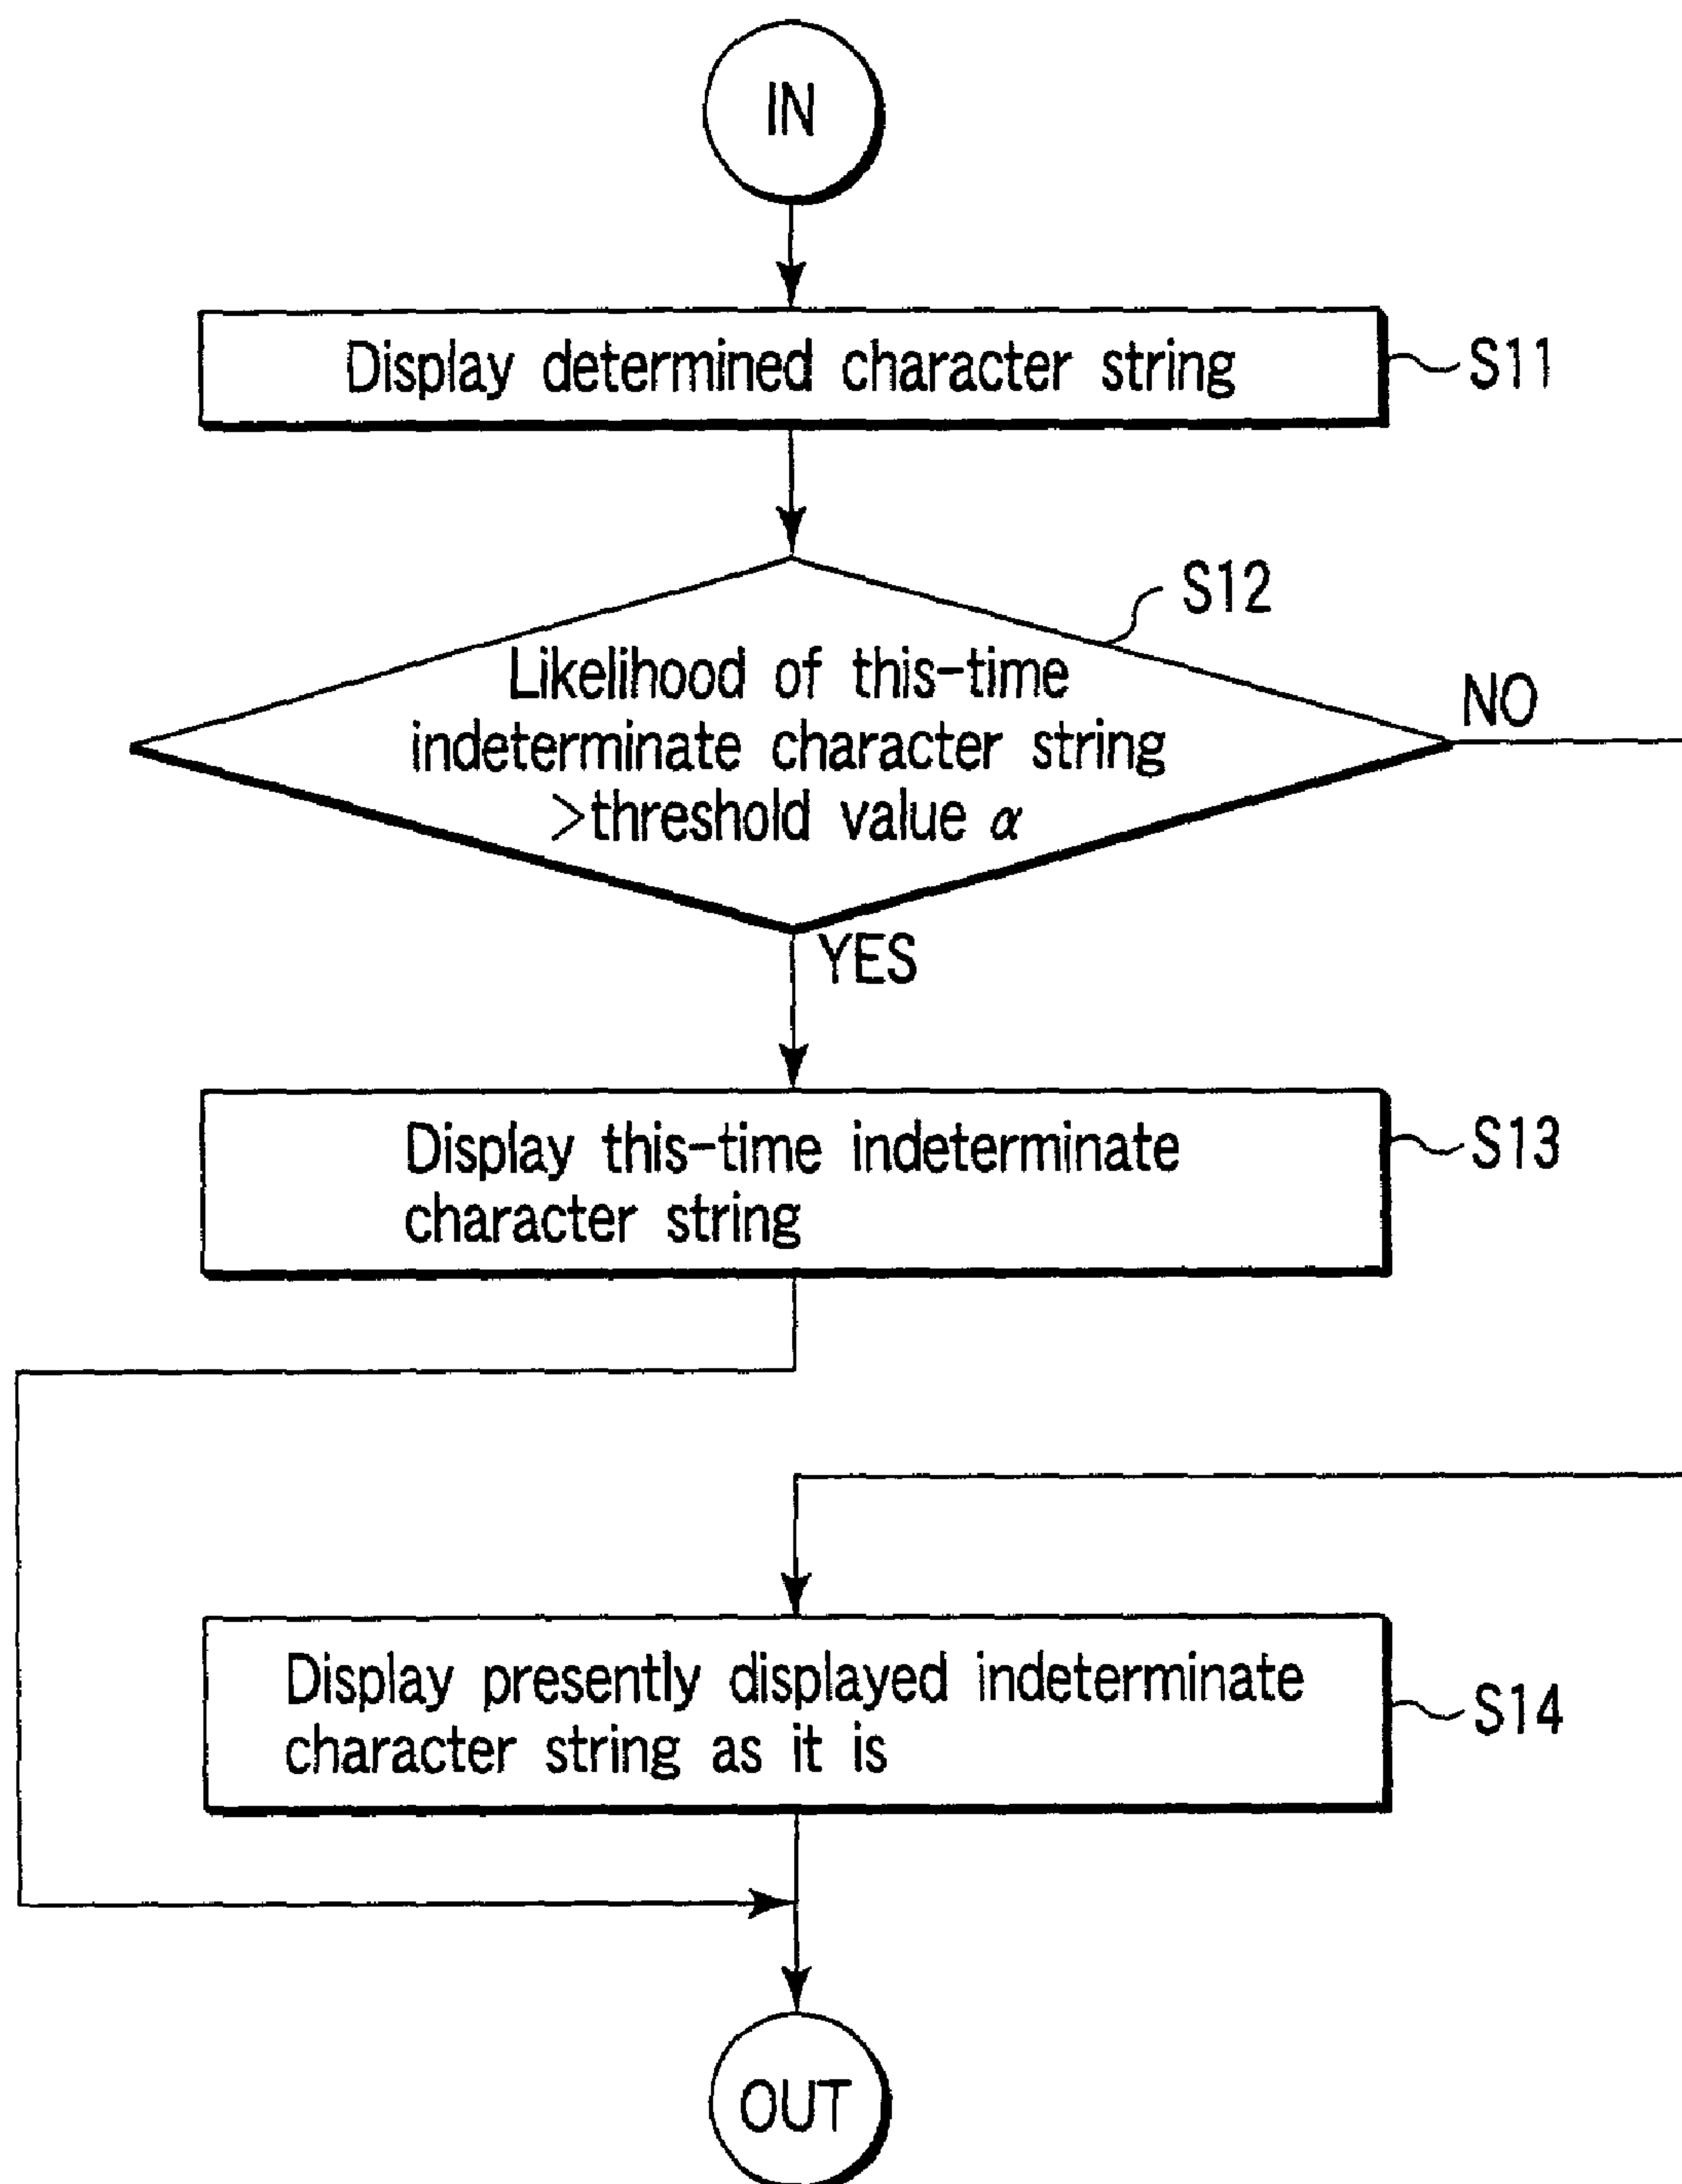 IN
Display determined character string
S11
S12
Likelihood of this-time
indeterminate character string
>threshold value α
NO
YES
Display this-time indeterminate
character string
S13
Display presently displayed indeterminate
character string as it is
S14
OUT